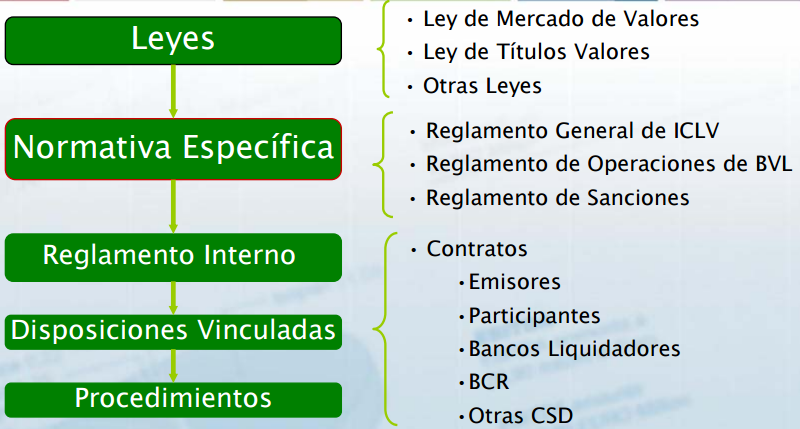 Leyes
• Ley de Mercado de Valores
• Ley de Títulos Valores
• Otras Leyes
Normativa Específica
• Reglamento General de ICLV
• Reglamento de Operaciones de BVL
• Reglamento de Sanciones
Reglamento Interno
Disposiciones Vinculadas
Procedimientos
• Contratos
•Emisores
•Participantes
•Bancos Liquidadores
•BCR
•Otras CSD